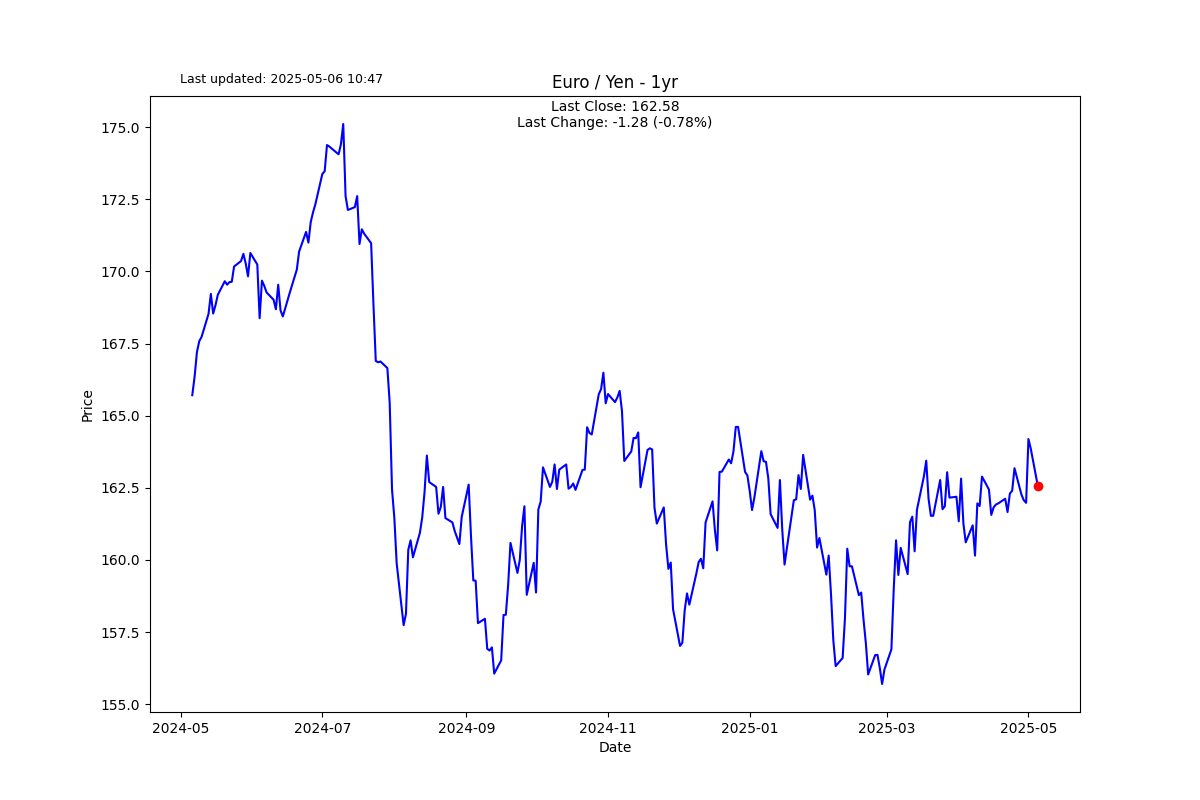 Last updated: 2025-05-06 10:47
Euro / Yen - 1yr
Last Close: 162.58
Last Change: -1.28 (-0.78%)
175.0
172.5
170.0
167.5
165.0
162.5
160.0
157.5
155.0
Price
2024-05
2024-07
2024-09
2024-11
2025-01
2025-03
2025-05
Date